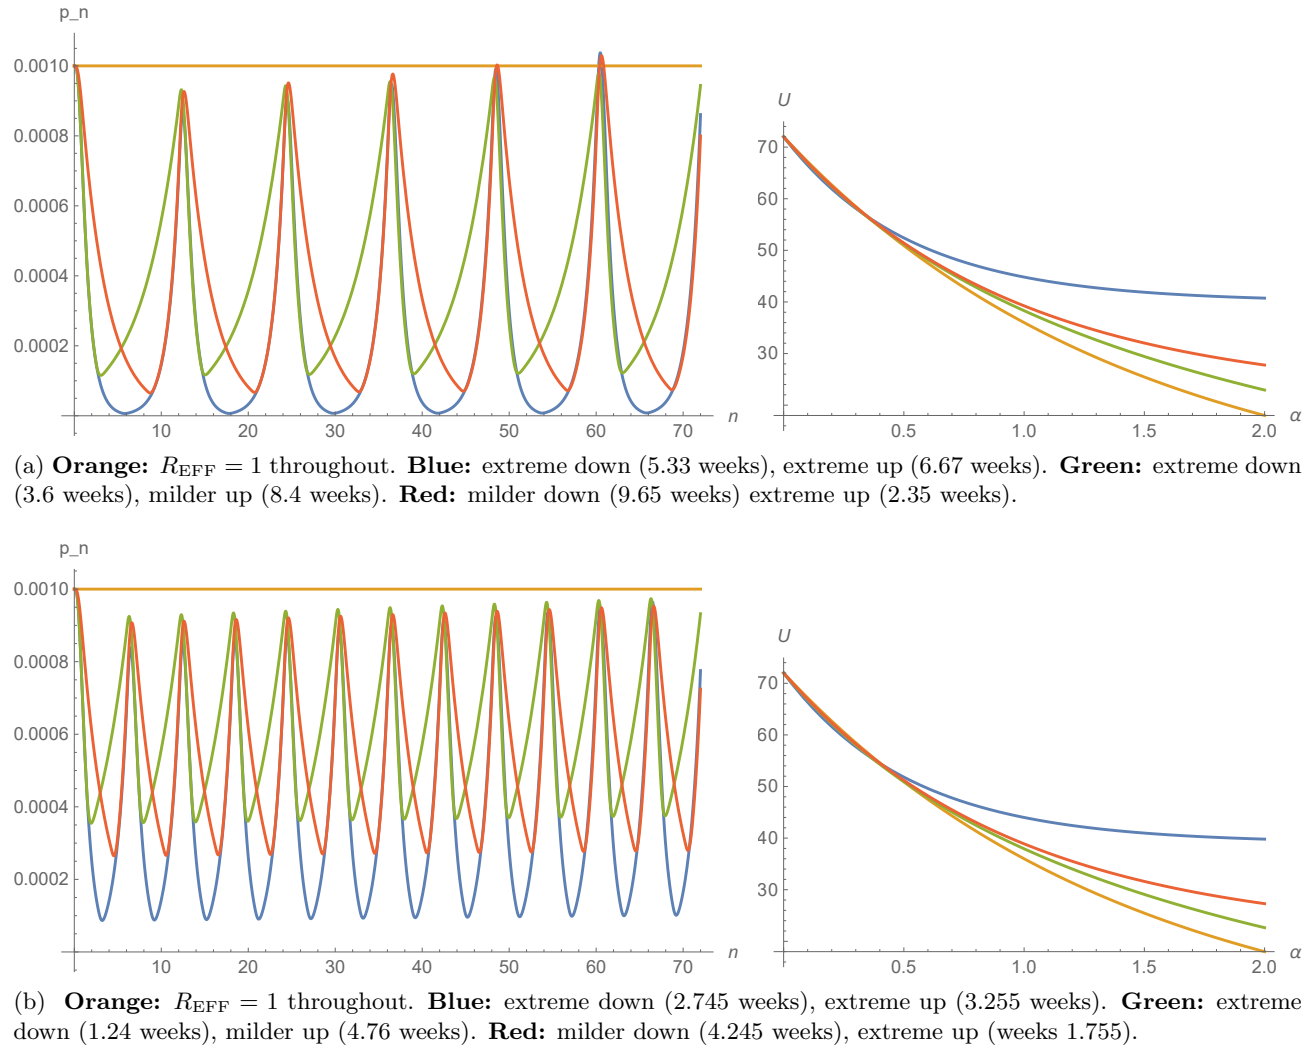 p_n
0.0010
0.0008
0.0006
0.0004
0.0002
10 20 30 40 50 60 70 n
U
70
60
50
40
30
0.5 1.0 1.5 2.0 α
(a) Orange: R_EFF = 1 throughout. Blue: extreme down (5.33 weeks), extreme up (6.67 weeks). Green: extreme down
(3.6 weeks), milder up (8.4 weeks). Red: milder down (9.65 weeks) extreme up (2.35 weeks).
p_n
0.0010
0.0008
0.0006
0.0004
0.0002
10 20 30 40 50 60 70 n
U
70
60
50
40
30
0.5 1.0 1.5 2.0 α
(b) Orange: R_EFF = 1 throughout. Blue: extreme down (2.745 weeks), extreme up (3.255 weeks). Green: extreme
down (1.24 weeks), milder up (4.76 weeks). Red: milder down (4.245 weeks), extreme up (weeks 1.755).